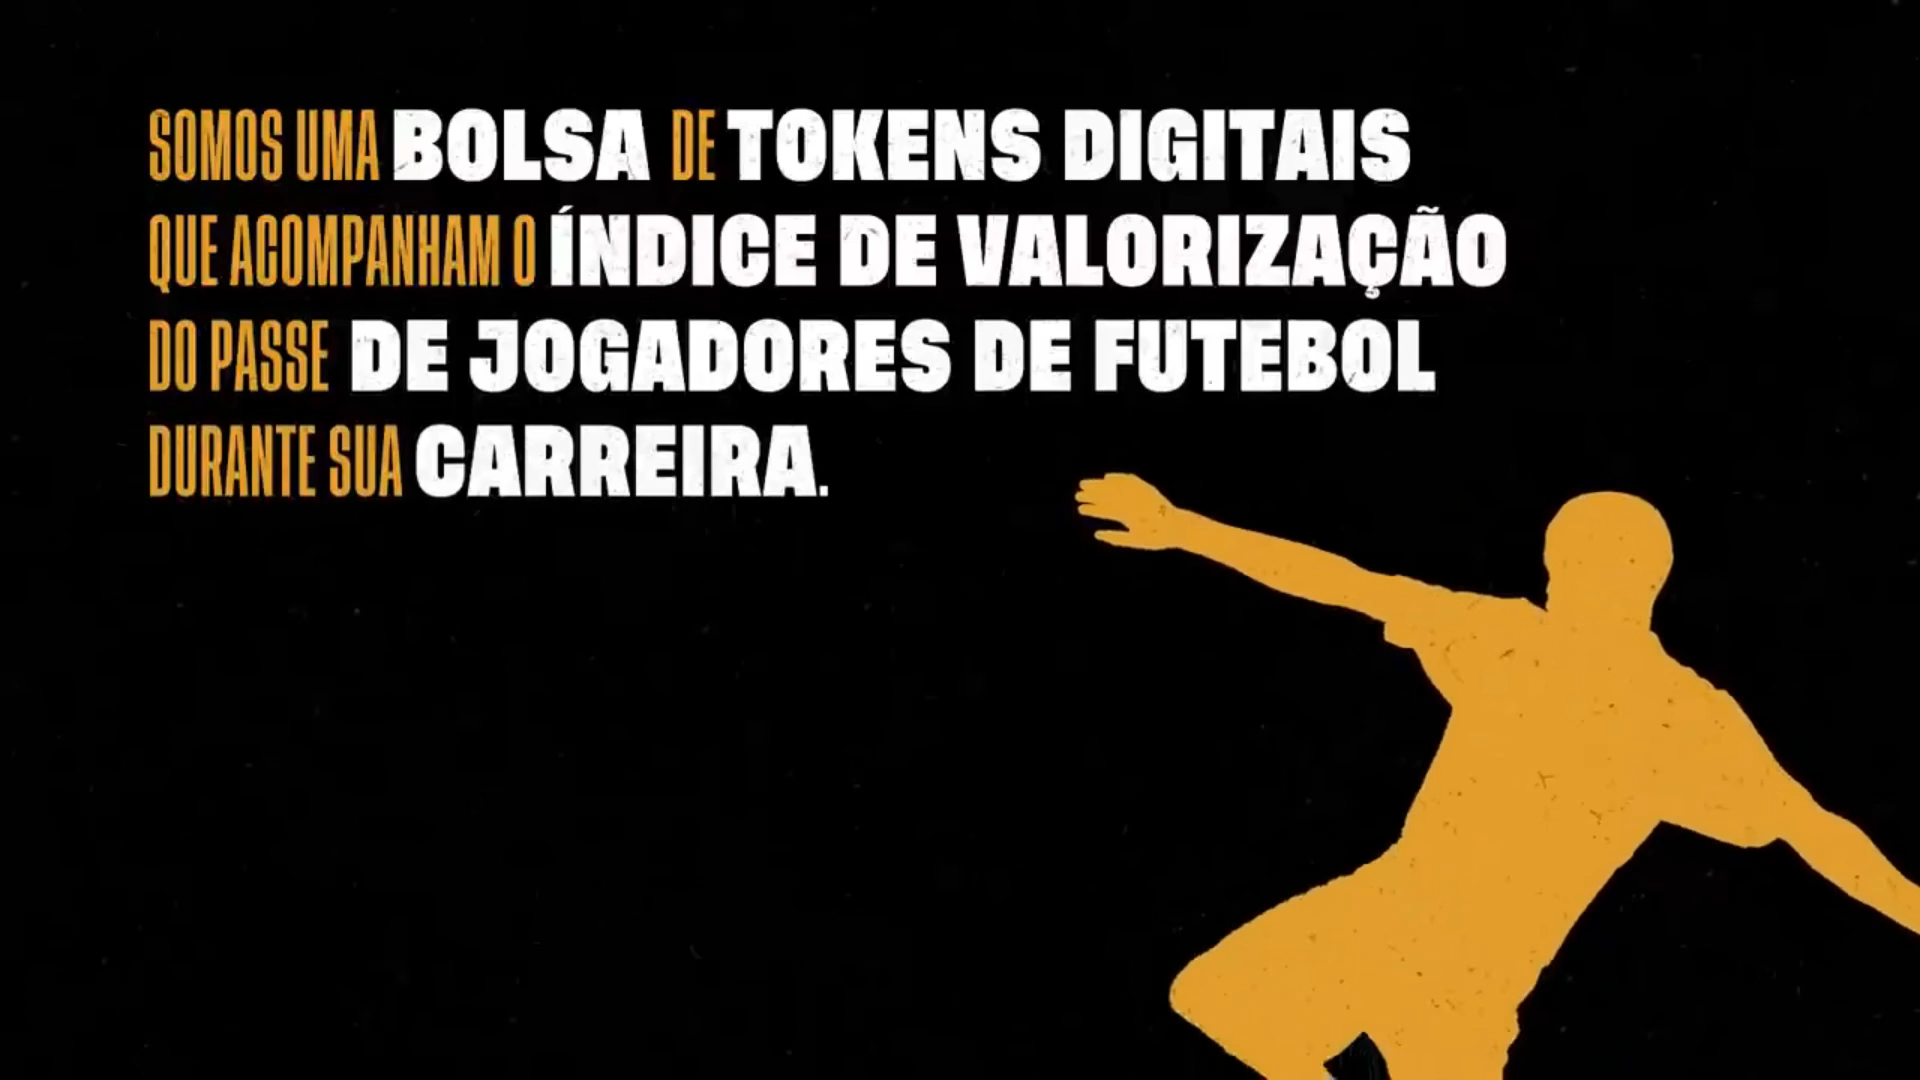 SOMOS UMA BOLSA DE TOKENS DIGITAIS
QUE ACOMPANHAM O ÍNDICE DE VALORIZAÇÃO
DO PASSE DE JOGADORES DE FUTEBOL
DURANTE SUA CARREIRA.